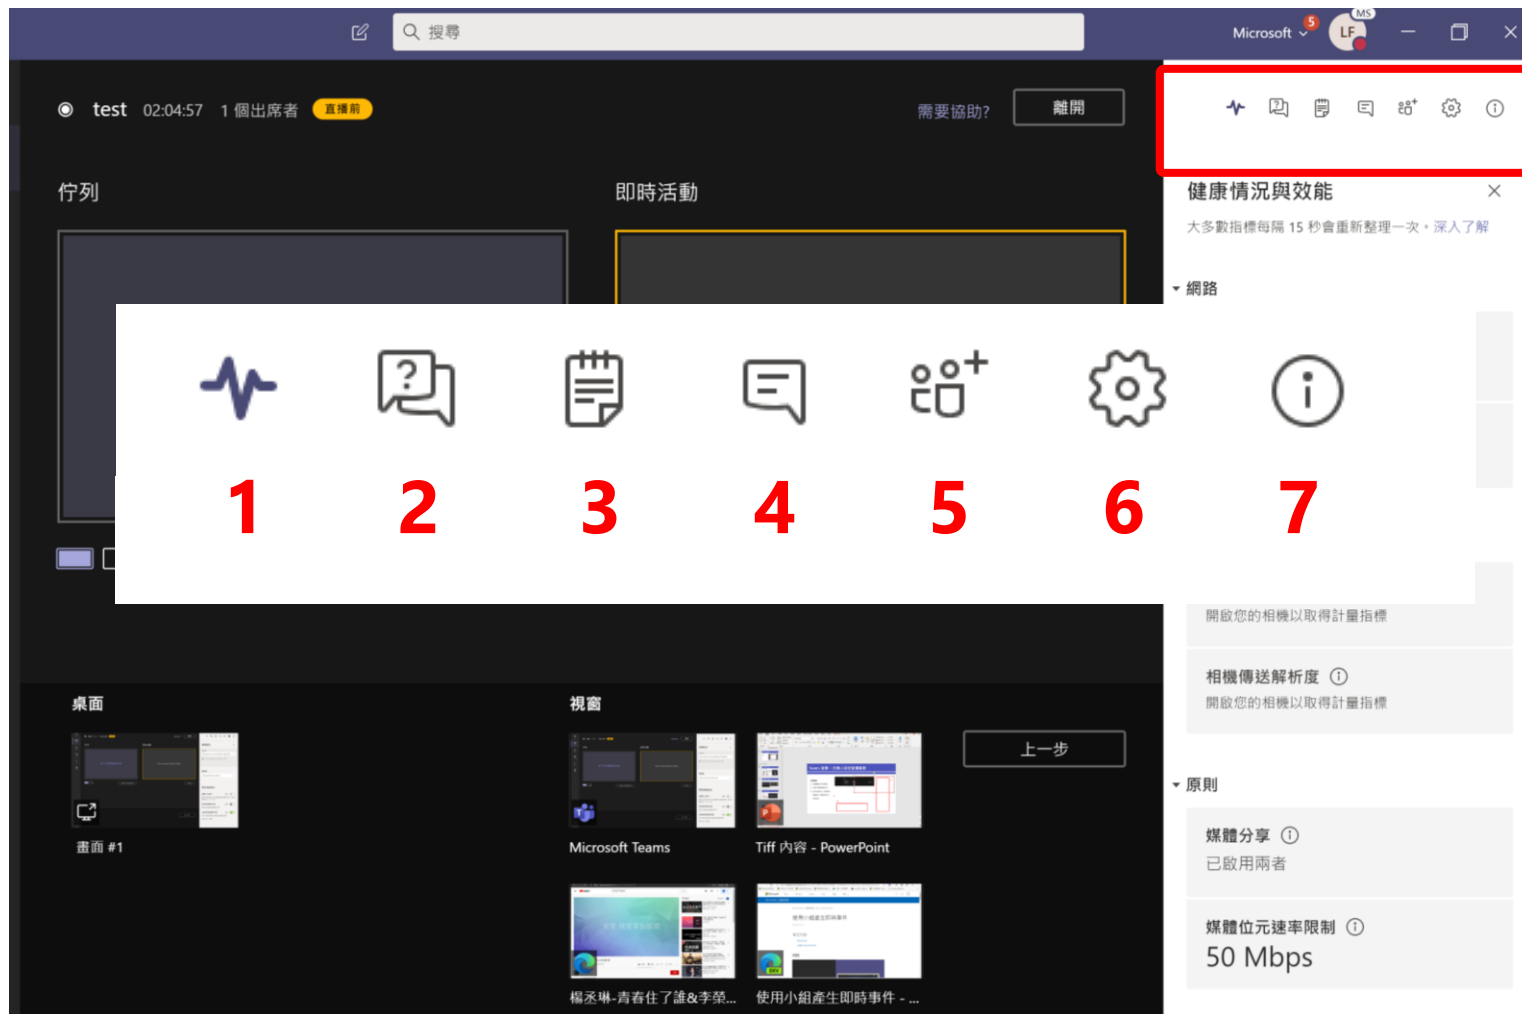 搜尋
Microsoft
5
MS
LF
test 02:04:57 1 個出席者 直播前
需要協助?
離開
佇列
即時活動
健康情況與效能
大多數指標每隔 15 秒會重新整理一次。深入了解
網路
1 2 3 4 5 6 7
開啟您的相機以取得計量指標
相機傳送解析度
開啟您的相機以取得計量指標
桌面
視窗
上一步
畫面 #1
Microsoft Teams
Tiff 內容 - PowerPoint
原則
媒體分享
已啟用兩者
媒體位元速率限制
50 Mbps
楊丞琳-青春住了誰&李榮...
使用小組產生即時事件 - ...